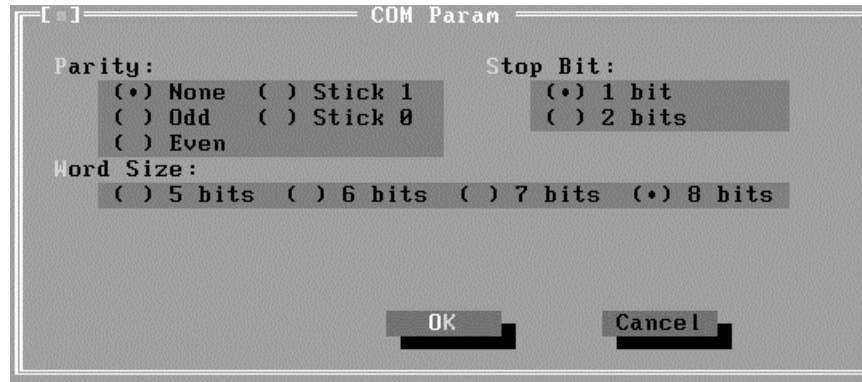 [■] COM Param
Parity: Stop Bit:
(•) None ( ) Stick 1 (•) 1 bit
( ) Odd ( ) Stick 0 ( ) 2 bits
( ) Even
Word Size:
( ) 5 bits ( ) 6 bits ( ) 7 bits (•) 8 bits
OK Cancel